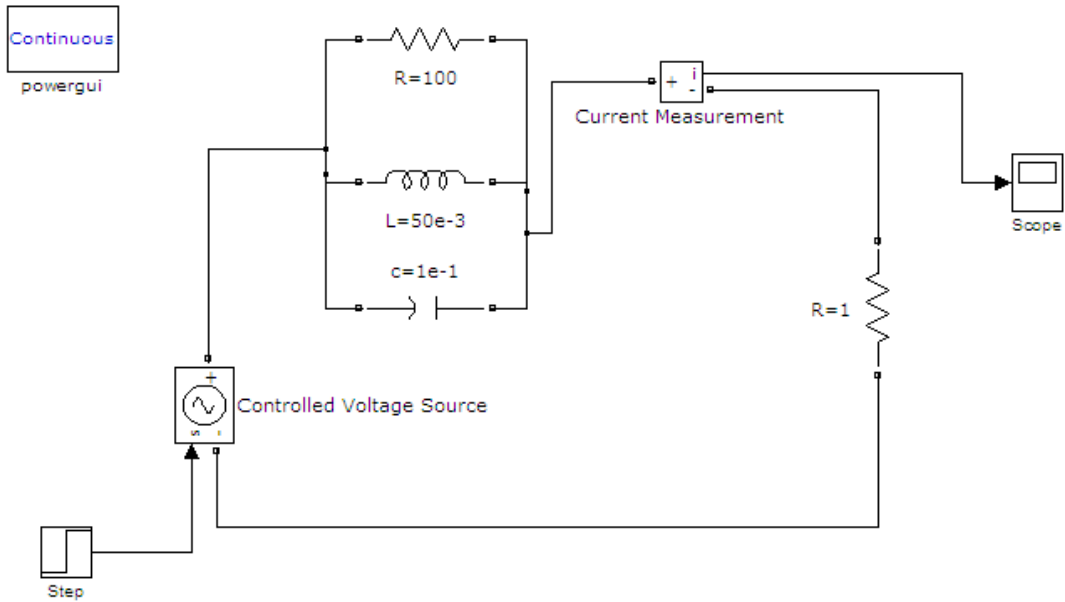 Continuous
powergui
R=100
+ i -
Current Measurement
L=50e-3
Scope
c=1e-1
R=1
+
Controlled Voltage Source
s -
Step